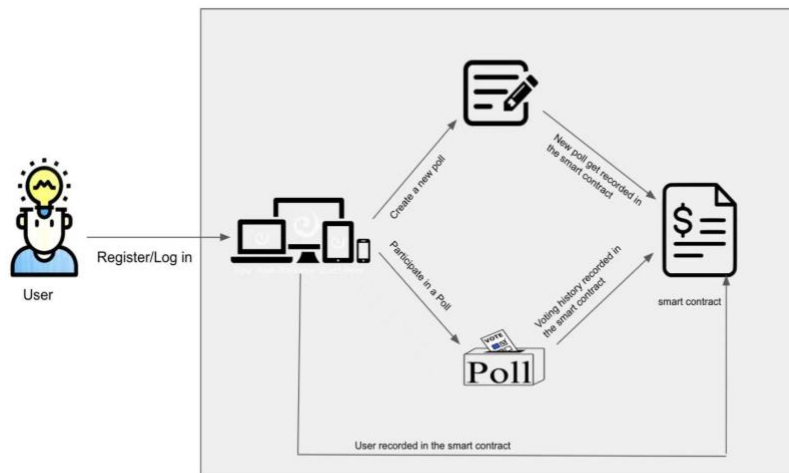 Create a new poll
New poll get recorded in
the smart contract
Register/Log in
User
Participate in a Poll
Voting history recorded in
the smart contract
smart contract
VOTE
Poll
User recorded in the smart contract